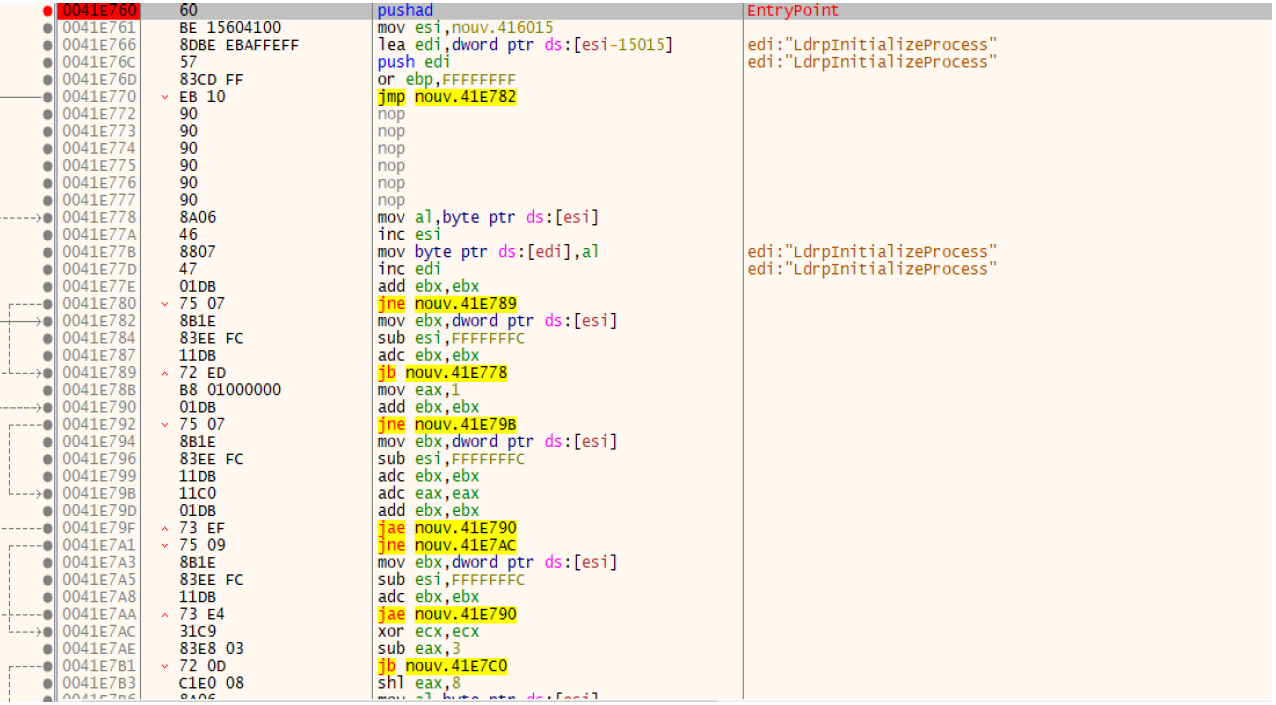 0041E760 60 pushad EntryPoint
0041E761 BE 15604100 mov esi,nouv.416015
0041E766 8DBE EBAFFEFF lea edi,dword ptr ds:[esi-15015] edi:"LdrpInitializeProcess"
0041E76C 57 push edi edi:"LdrpInitializeProcess"
0041E76D 83CD FF or ebp,FFFFFFFF
0041E770 EB 10 jmp nouv.41E782
0041E772 90 nop
0041E773 90 nop
0041E774 90 nop
0041E775 90 nop
0041E776 90 nop
0041E777 90 nop
0041E778 8A06 mov al,byte ptr ds:[esi]
0041E77A 46 inc esi
0041E77B 8807 mov byte ptr ds:[edi],al edi:"LdrpInitializeProcess"
0041E77D 47 inc edi edi:"LdrpInitializeProcess"
0041E77E 01DB add ebx,ebx
0041E780 75 07 jne nouv.41E789
0041E782 8B1E mov ebx,dword ptr ds:[esi]
0041E784 83EE FC sub esi,FFFFFFFC
0041E787 11DB adc ebx,ebx
0041E789 72 ED jb nouv.41E778
0041E78B B8 01000000 mov eax,1
0041E790 01DB add ebx,ebx
0041E792 75 07 jne nouv.41E79B
0041E794 8B1E mov ebx,dword ptr ds:[esi]
0041E796 83EE FC sub esi,FFFFFFFC
0041E799 11DB adc ebx,ebx
0041E79B 11C0 adc eax,eax
0041E79D 01DB add ebx,ebx
0041E79F 73 EF jae nouv.41E790
0041E7A1 75 09 jne nouv.41E7AC
0041E7A3 8B1E mov ebx,dword ptr ds:[esi]
0041E7A5 83EE FC sub esi,FFFFFFFC
0041E7A8 11DB adc ebx,ebx
0041E7AA 73 E4 jae nouv.41E790
0041E7AC 31C9 xor ecx,ecx
0041E7AE 83E8 03 sub eax,3
0041E7B1 72 0D jb nouv.41E7C0
0041E7B3 C1E0 08 shl eax,8
0041E7B6 8A06 mov al,byte ptr ds:[esi]